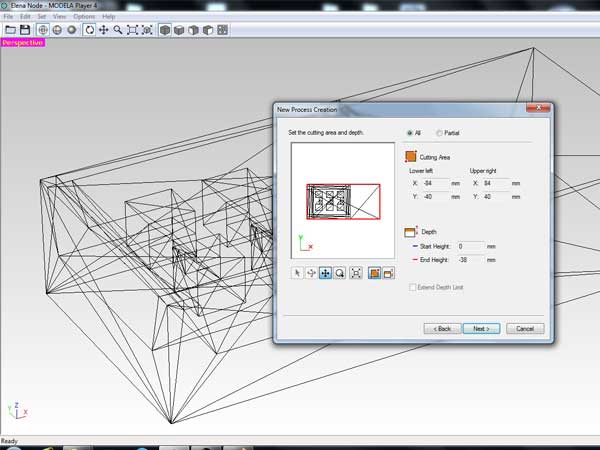 Elena Node - MODELA Player 4
File Edit Set View Options Help
Perspective
New Process Creation
Set the cutting area and depth.
All Partial
Cutting Area
Lower left Upper right
X: -84 mm X: 84 mm
Y: -40 mm Y: 40 mm
Depth
Start Height: 0 mm
End Height: -38 mm
Extend Depth Limit
Y
X
< Back Next > Cancel
Z
Y X
Ready